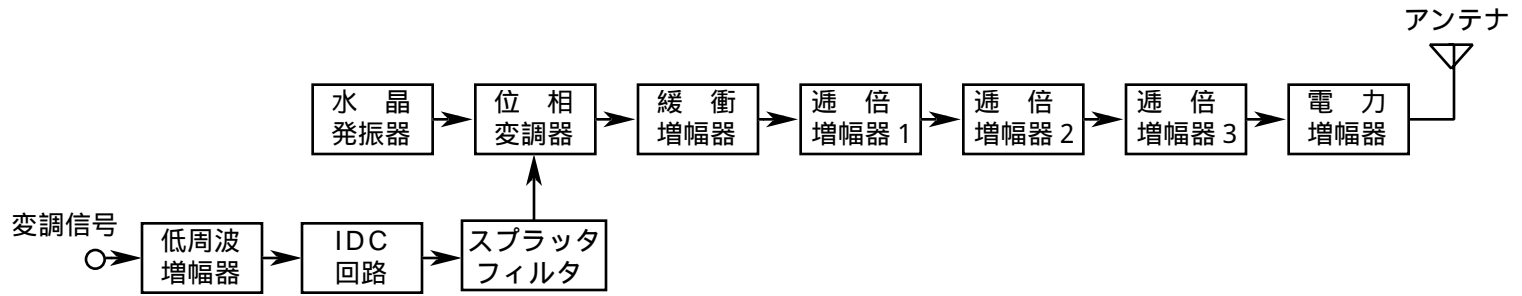 アンテナ
水 晶
発振器
位 相
変調器
緩 衝
増幅器
逓 倍
増幅器 1
逓 倍
増幅器 2
逓 倍
増幅器 3
電 力
増幅器
変調信号
低周波
増幅器
IDC
回路
スプラッタ
フィルタ